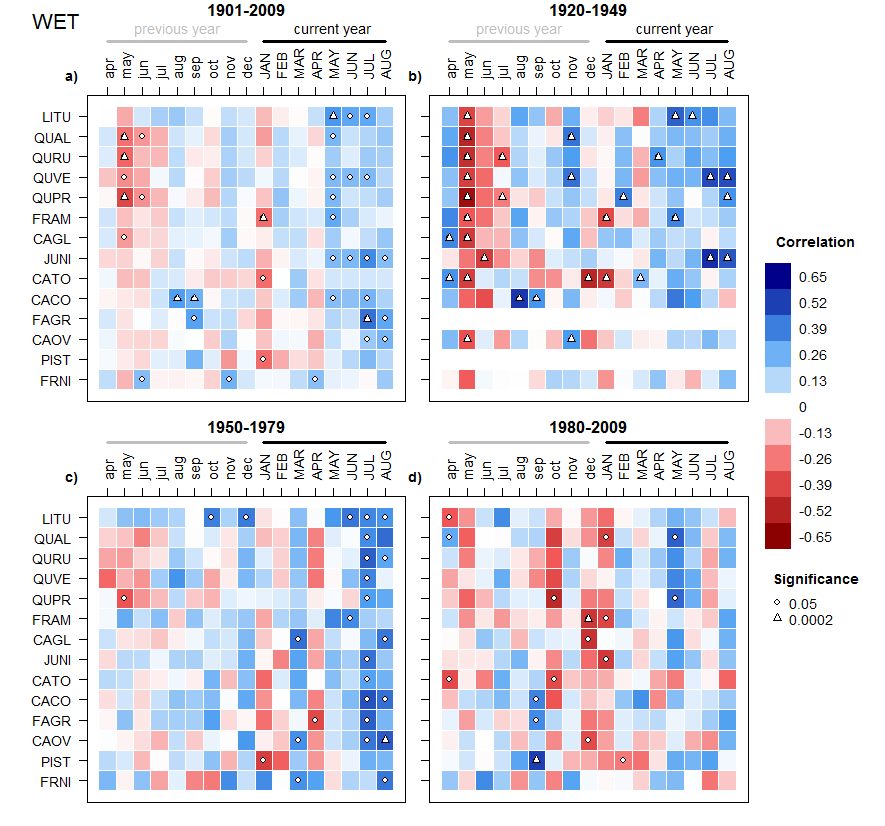 WET
1901-2009
1920-1949
previous year current year
previous year current year
a) apr may jun jul aug sep oct nov dec JAN FEB MAR APR MAY JUN JUL AUG
b) apr may jun jul aug sep oct nov dec JAN FEB MAR APR MAY JUN JUL AUG
LITU
QUAL
QURU
QUVE
QUPR
FRAM
CAGL
JUNI
CATO
CACO
FAGR
CAOV
PIST
FRNI
1950-1979
1980-2009
c) apr may jun jul aug sep oct nov dec JAN FEB MAR APR MAY JUN JUL AUG
d) apr may jun jul aug sep oct nov dec JAN FEB MAR APR MAY JUN JUL AUG
LITU
QUAL
QURU
QUVE
QUPR
FRAM
CAGL
JUNI
CATO
CACO
FAGR
CAOV
PIST
FRNI
Correlation
0.65
0.52
0.39
0.26
0.13
0
-0.13
-0.26
-0.39
-0.52
-0.65
Significance
0.05
0.0002